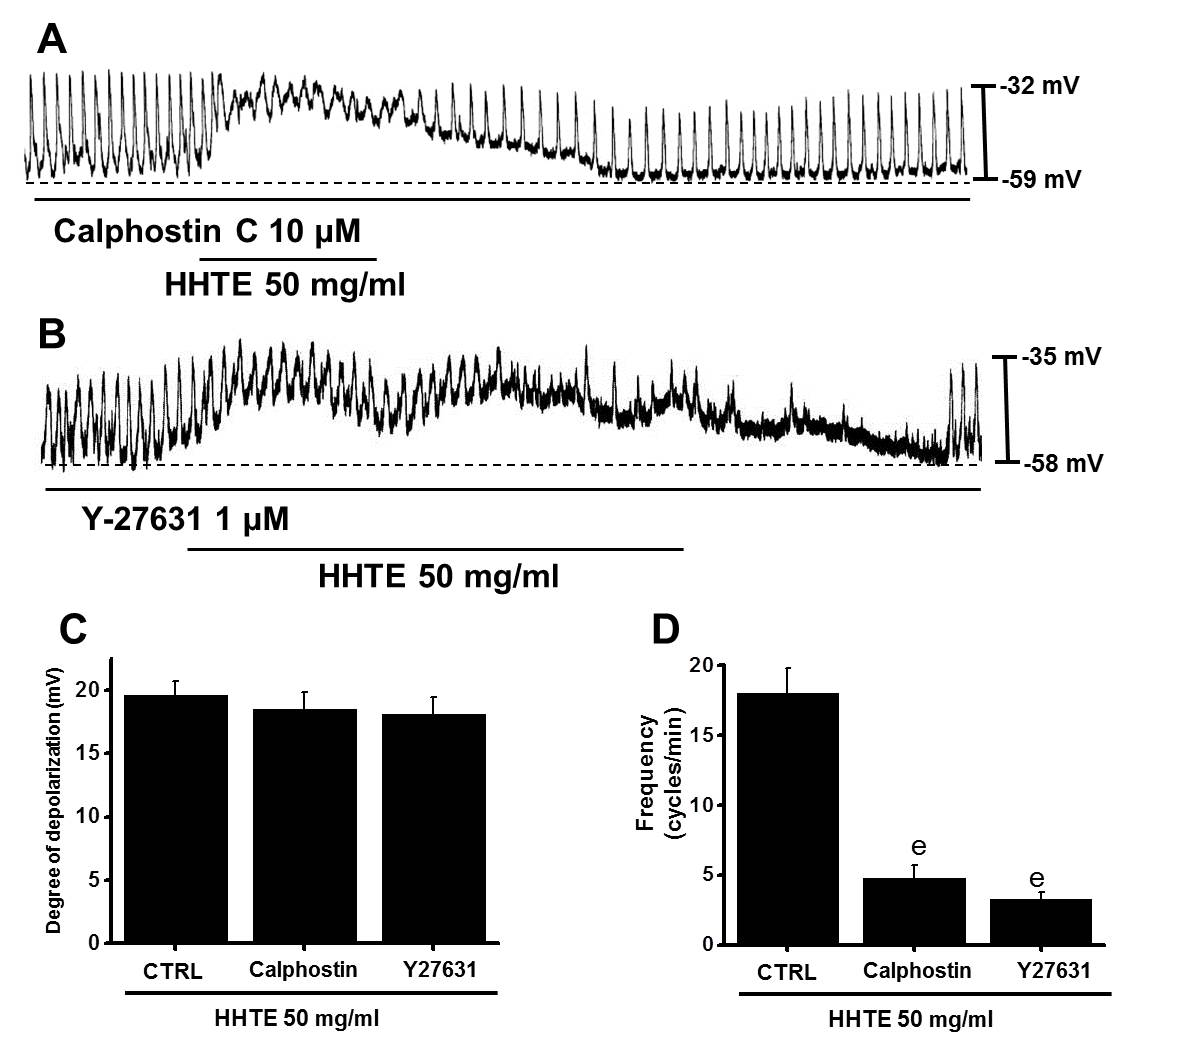 A
-32 mV
-59 mV
Calphostin C 10 µM
HHTE 50 mg/ml
B
-35 mV
-58 mV
Y-27631 1 µM
HHTE 50 mg/ml
C
Degree of depolarization (mV)
20
15
10
5
0
CTRL
Calphostin
Y27631
HHTE 50 mg/ml
D
Frequency
(cycles/min)
20
15
10
5
0
e
e
CTRL
Calphostin
Y27631
HHTE 50 mg/ml